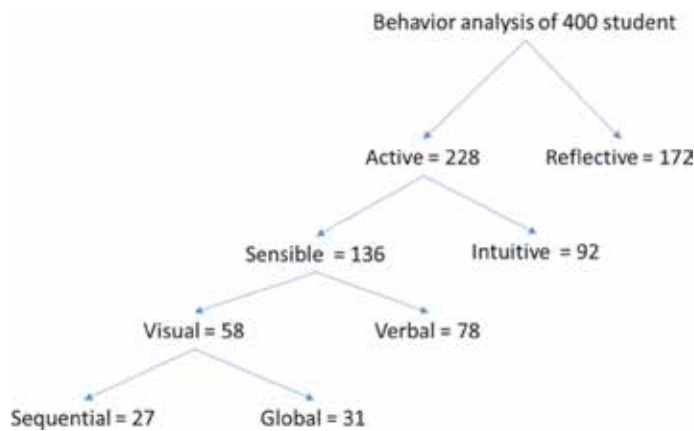 Behavior analysis of 400 student
Active = 228
Reflective = 172
Sensible = 136
Intuitive = 92
Visual = 58
Verbal = 78
Sequential = 27
Global = 31